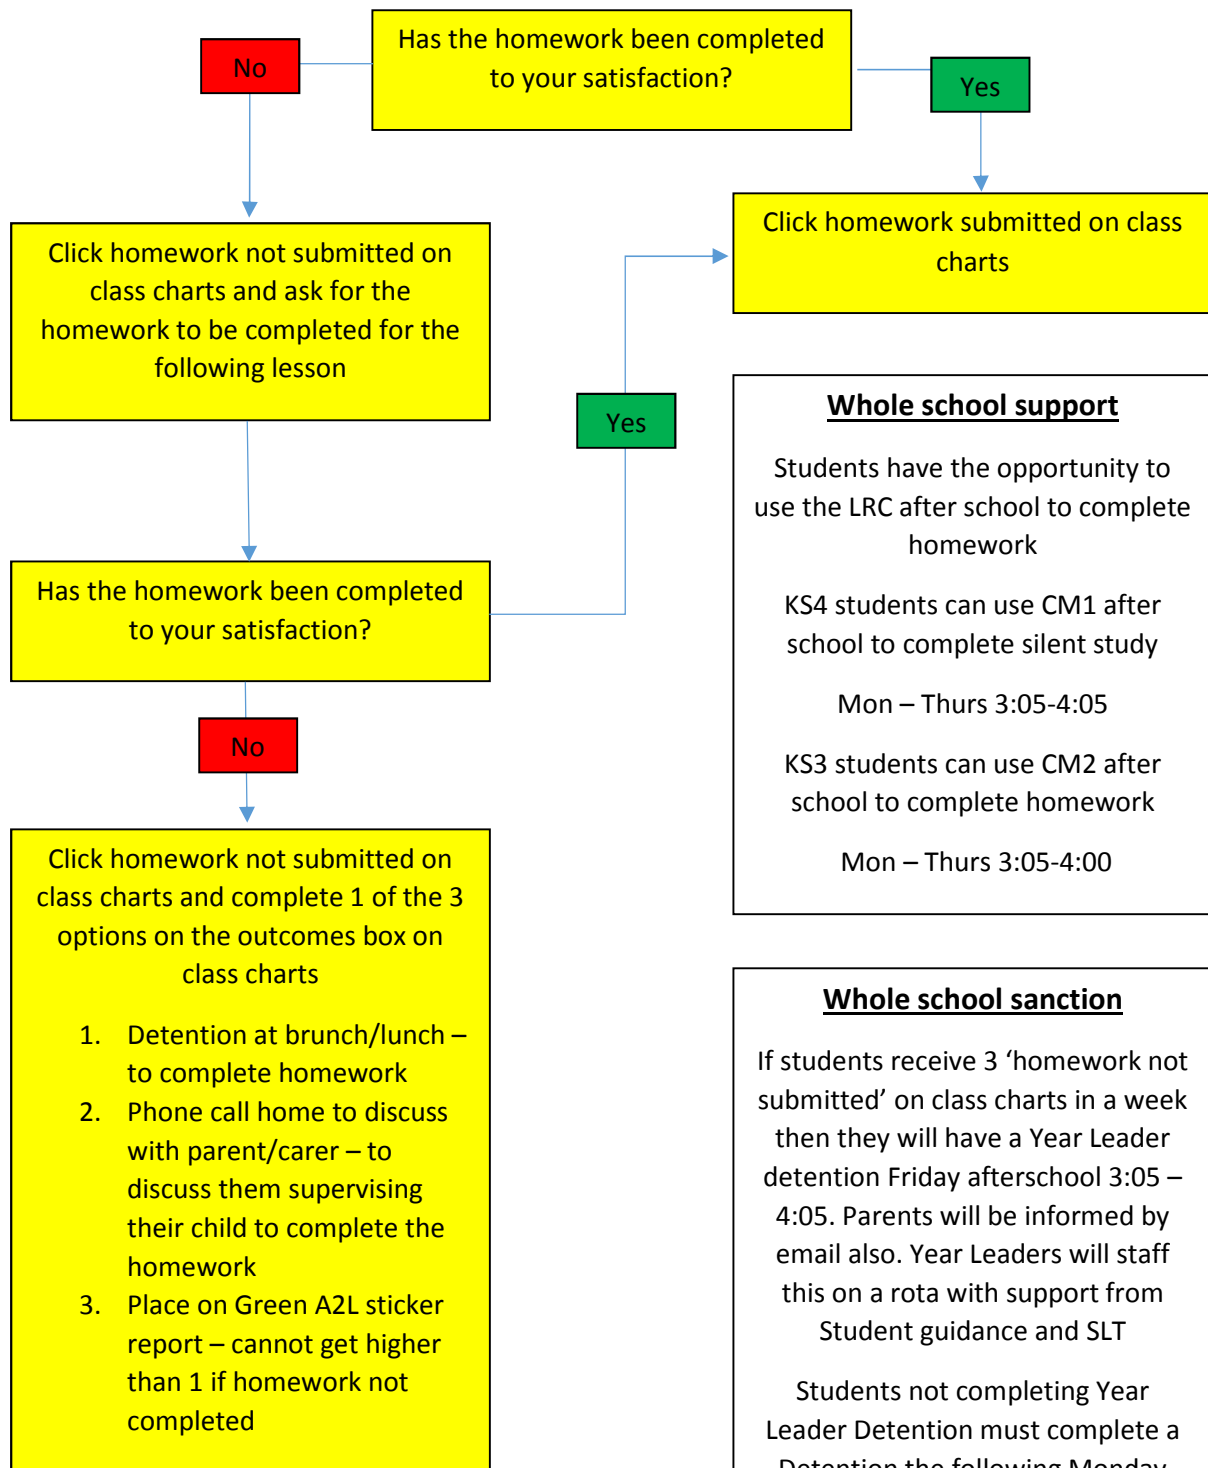 Has the homework been completed
to your satisfaction?
No
Yes
Click homework not submitted on
class charts and ask for the
homework to be completed for the
following lesson
Click homework submitted on class
charts
Yes
Has the homework been completed
to your satisfaction?
No
Click homework not submitted on
class charts and complete 1 of the 3
options on the outcomes box on
class charts
1. Detention at brunch/lunch –
to complete homework
2. Phone call home to discuss
with parent/carer – to
discuss them supervising
their child to complete the
homework
3. Place on Green A2L sticker
report – cannot get higher
than 1 if homework not
completed
Whole school support
Students have the opportunity to
use the LRC after school to complete
homework
KS4 students can use CM1 after
school to complete silent study
Mon – Thurs 3:05-4:05
KS3 students can use CM2 after
school to complete homework
Mon – Thurs 3:05-4:00
Whole school sanction
If students receive 3 ‘homework not
submitted’ on class charts in a week
then they will have a Year Leader
detention Friday afterschool 3:05 –
4:05. Parents will be informed by
email also. Year Leaders will staff
this on a rota with support from
Student guidance and SLT
Students not completing Year
Leader Detention must complete a
Detention the following Monday